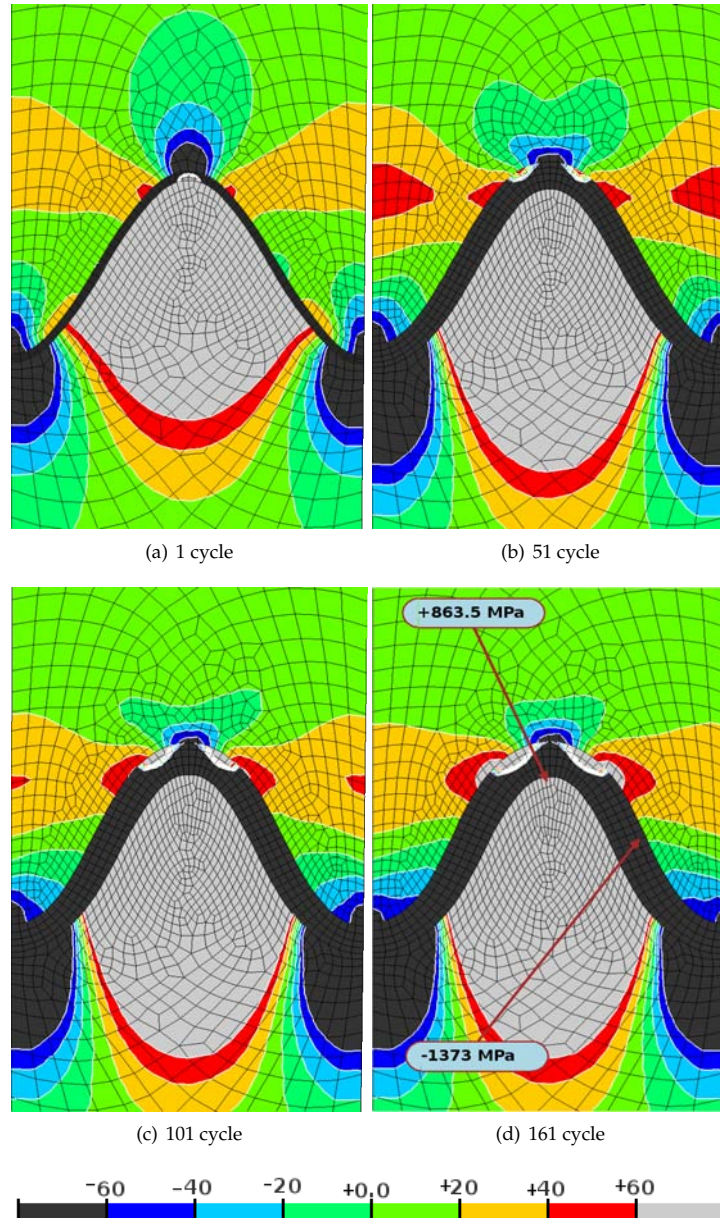 (a) 1 cycle
(b) 51 cycle
+863.5 MPa
-1373 MPa
(c) 101 cycle
(d) 161 cycle
-60 -40 -20 +0.0 +20 +40 +60